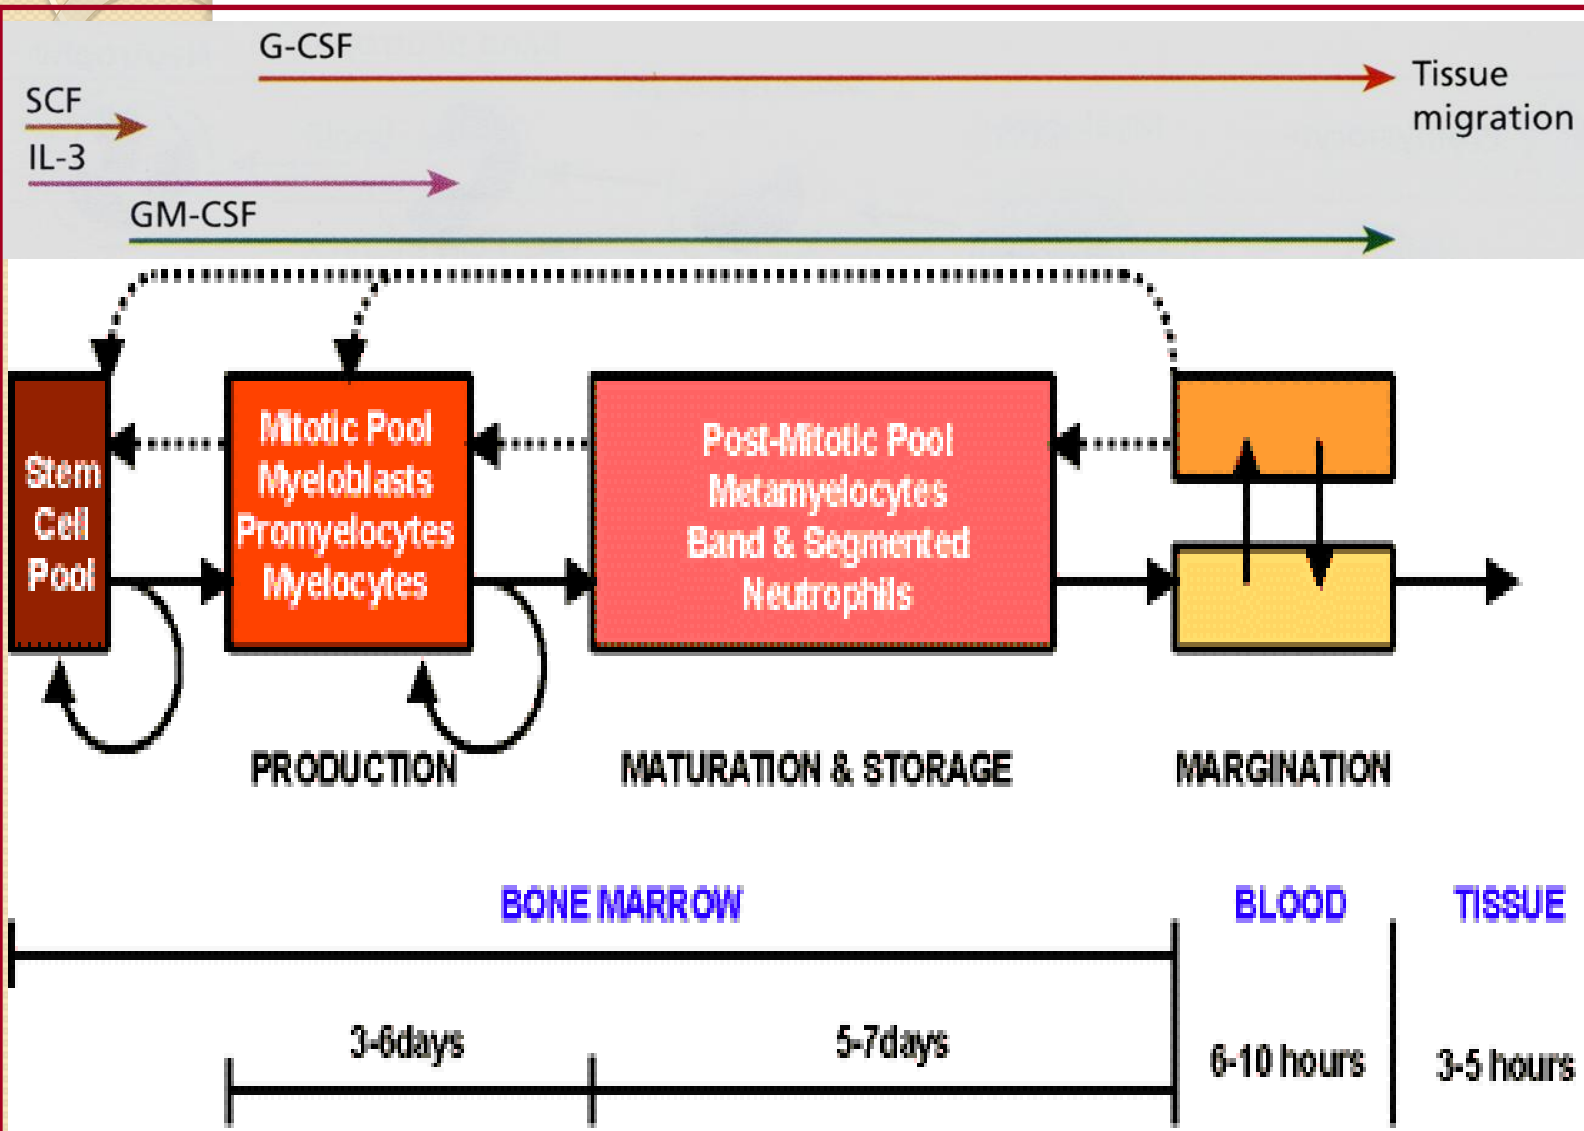 G-CSF
Tissue
migration
SCF
IL-3
GM-CSF
Stem
Cell
Pool
Mitotic Pool
Myeloblasts
Promyelocytes
Myelocytes
Post-Mitotic Pool
Metamyelocytes
Band & Segmented
Neutrophils
PRODUCTION
MATURATION & STORAGE
MARGINATION
BONE MARROW
BLOOD
TISSUE
3-6days
5-7days
6-10 hours
3-5 hours